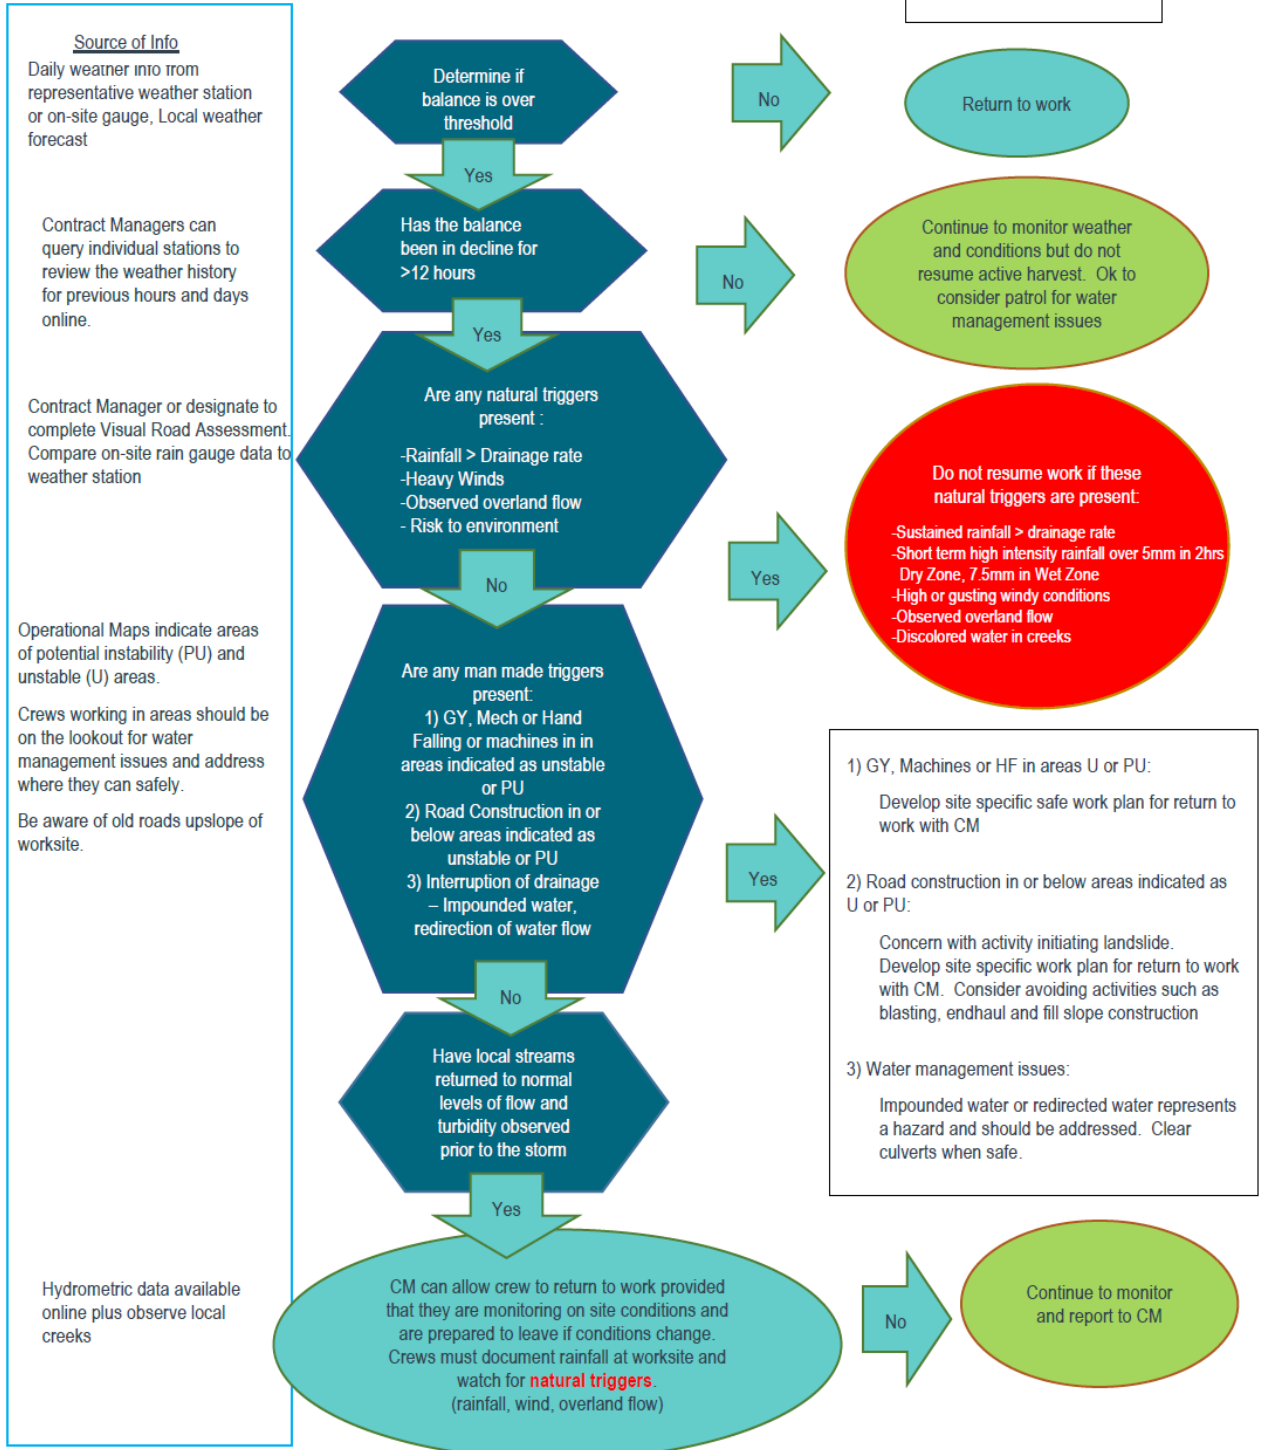 Source of Info
Daily weather info from
representative weather station
or on-site gauge, Local weather
forecast
Determine if
balance is over
threshold
No
Return to work
Yes
Contract Managers can
query individual stations to
review the weather history
for previous hours and days
online.
Has the balance
been in decline for
>12 hours
No
Continue to monitor weather
and conditions but do not
resume active harvest.  Ok to
consider patrol for water
management issues
Yes
Contract Manager or designate to
complete Visual Road Assessment.
Compare on-site rain gauge data to
weather station
Are any natural triggers
present :
-Rainfall > Drainage rate
-Heavy Winds
-Observed overland flow
- Risk to environment
Yes
Do not resume work if these
natural triggers are present:
-Sustained rainfall > drainage rate
-Short term high intensity rainfall over 5mm in 2hrs
Dry Zone, 7.5mm in Wet Zone
-High or gusting windy conditions
-Observed overland flow
-Discolored water in creeks
No
Operational Maps indicate areas
of potential instability (PU) and
unstable (U) areas.
Crews working in areas should be
on the lookout for water
management issues and address
where they can safely.
Be aware of old roads upslope of
worksite.
Are any man made triggers
present:
1) GY, Mech or Hand
Falling or machines in in
areas indicated as unstable
or PU
2) Road Construction in or
below areas indicated as
unstable or PU
3) Interruption of drainage
– Impounded water,
redirection of water flow
Yes
1) GY, Machines or HF in areas U or PU:
Develop site specific safe work plan for return to
work with CM
2) Road construction in or below areas indicated as
U or PU:
Concern with activity initiating landslide.
Develop site specific work plan for return to work
with CM.  Consider avoiding activities such as
blasting, endhaul and fill slope construction
3) Water management issues:
Impounded water or redirected water represents
a hazard and should be addressed.  Clear
culverts when safe.
No
Have local streams
returned to normal
levels of flow and
turbidity observed
prior to the storm
Yes
Hydrometric data available
online plus observe local
creeks
CM can allow crew to return to work provided
that they are monitoring on site conditions and
are prepared to leave if conditions change.
Crews must document rainfall at worksite and
watch for natural triggers.
(rainfall, wind, overland flow)
No
Continue to monitor
and report to CM